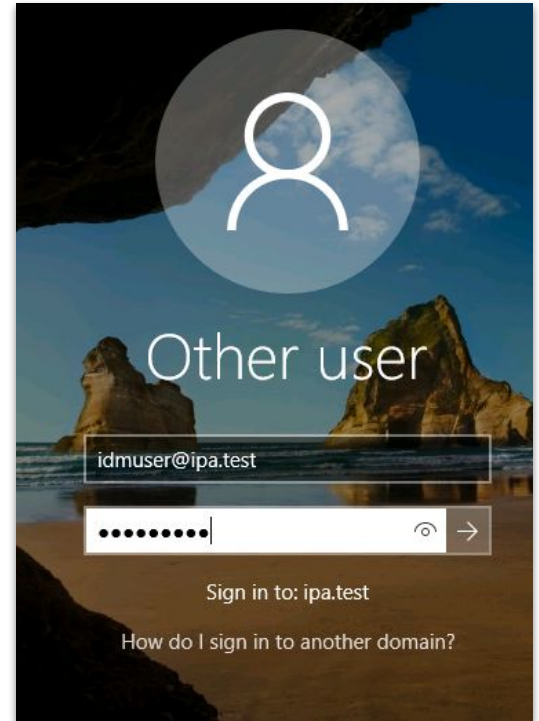 Other user
idmuser@ipa.test
•••••••••
Sign in to: ipa.test
How do I sign in to another domain?